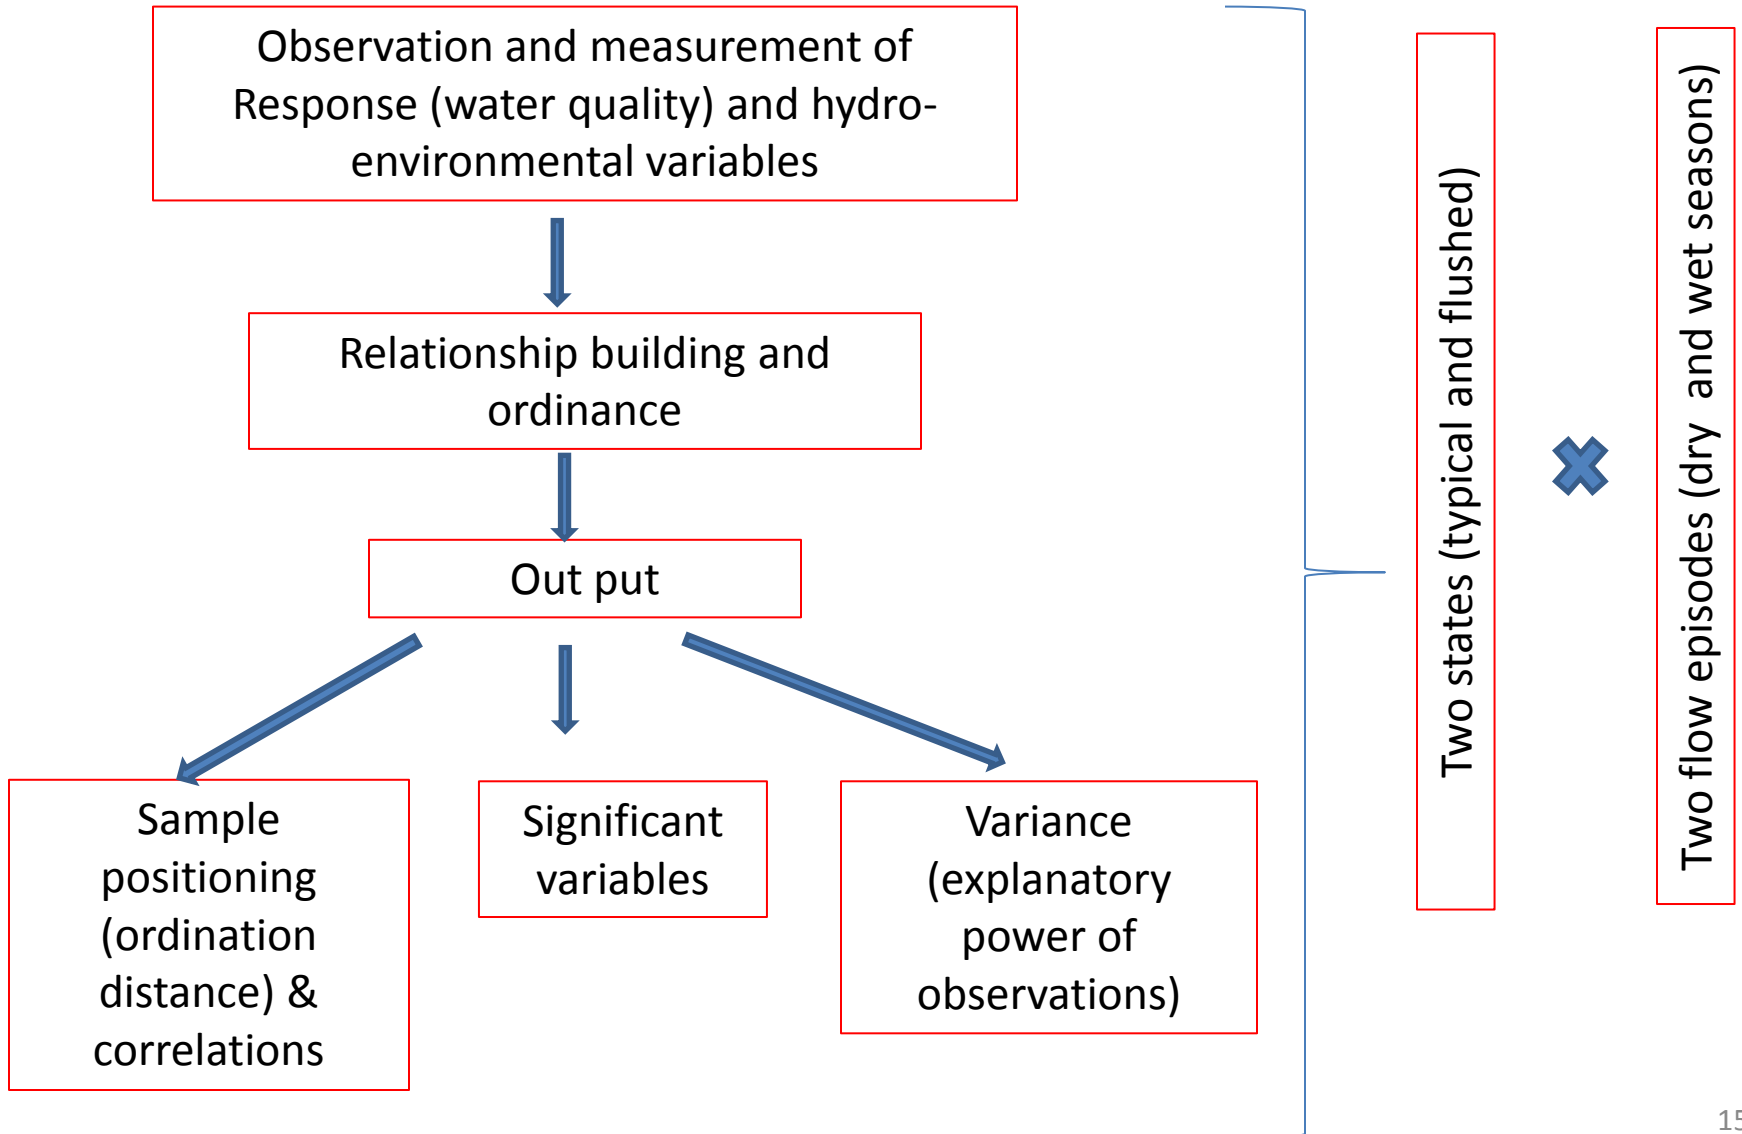 Observation and measurement of
Response (water quality) and hydro-
environmental variables
Relationship building and
ordinance
Out put
Sample
positioning
(ordination
distance) &
correlations
Significant
variables
Variance
(explanatory
power of
observations)
Two states (typical and flushed)
Two flow episodes (dry and wet seasons)
15